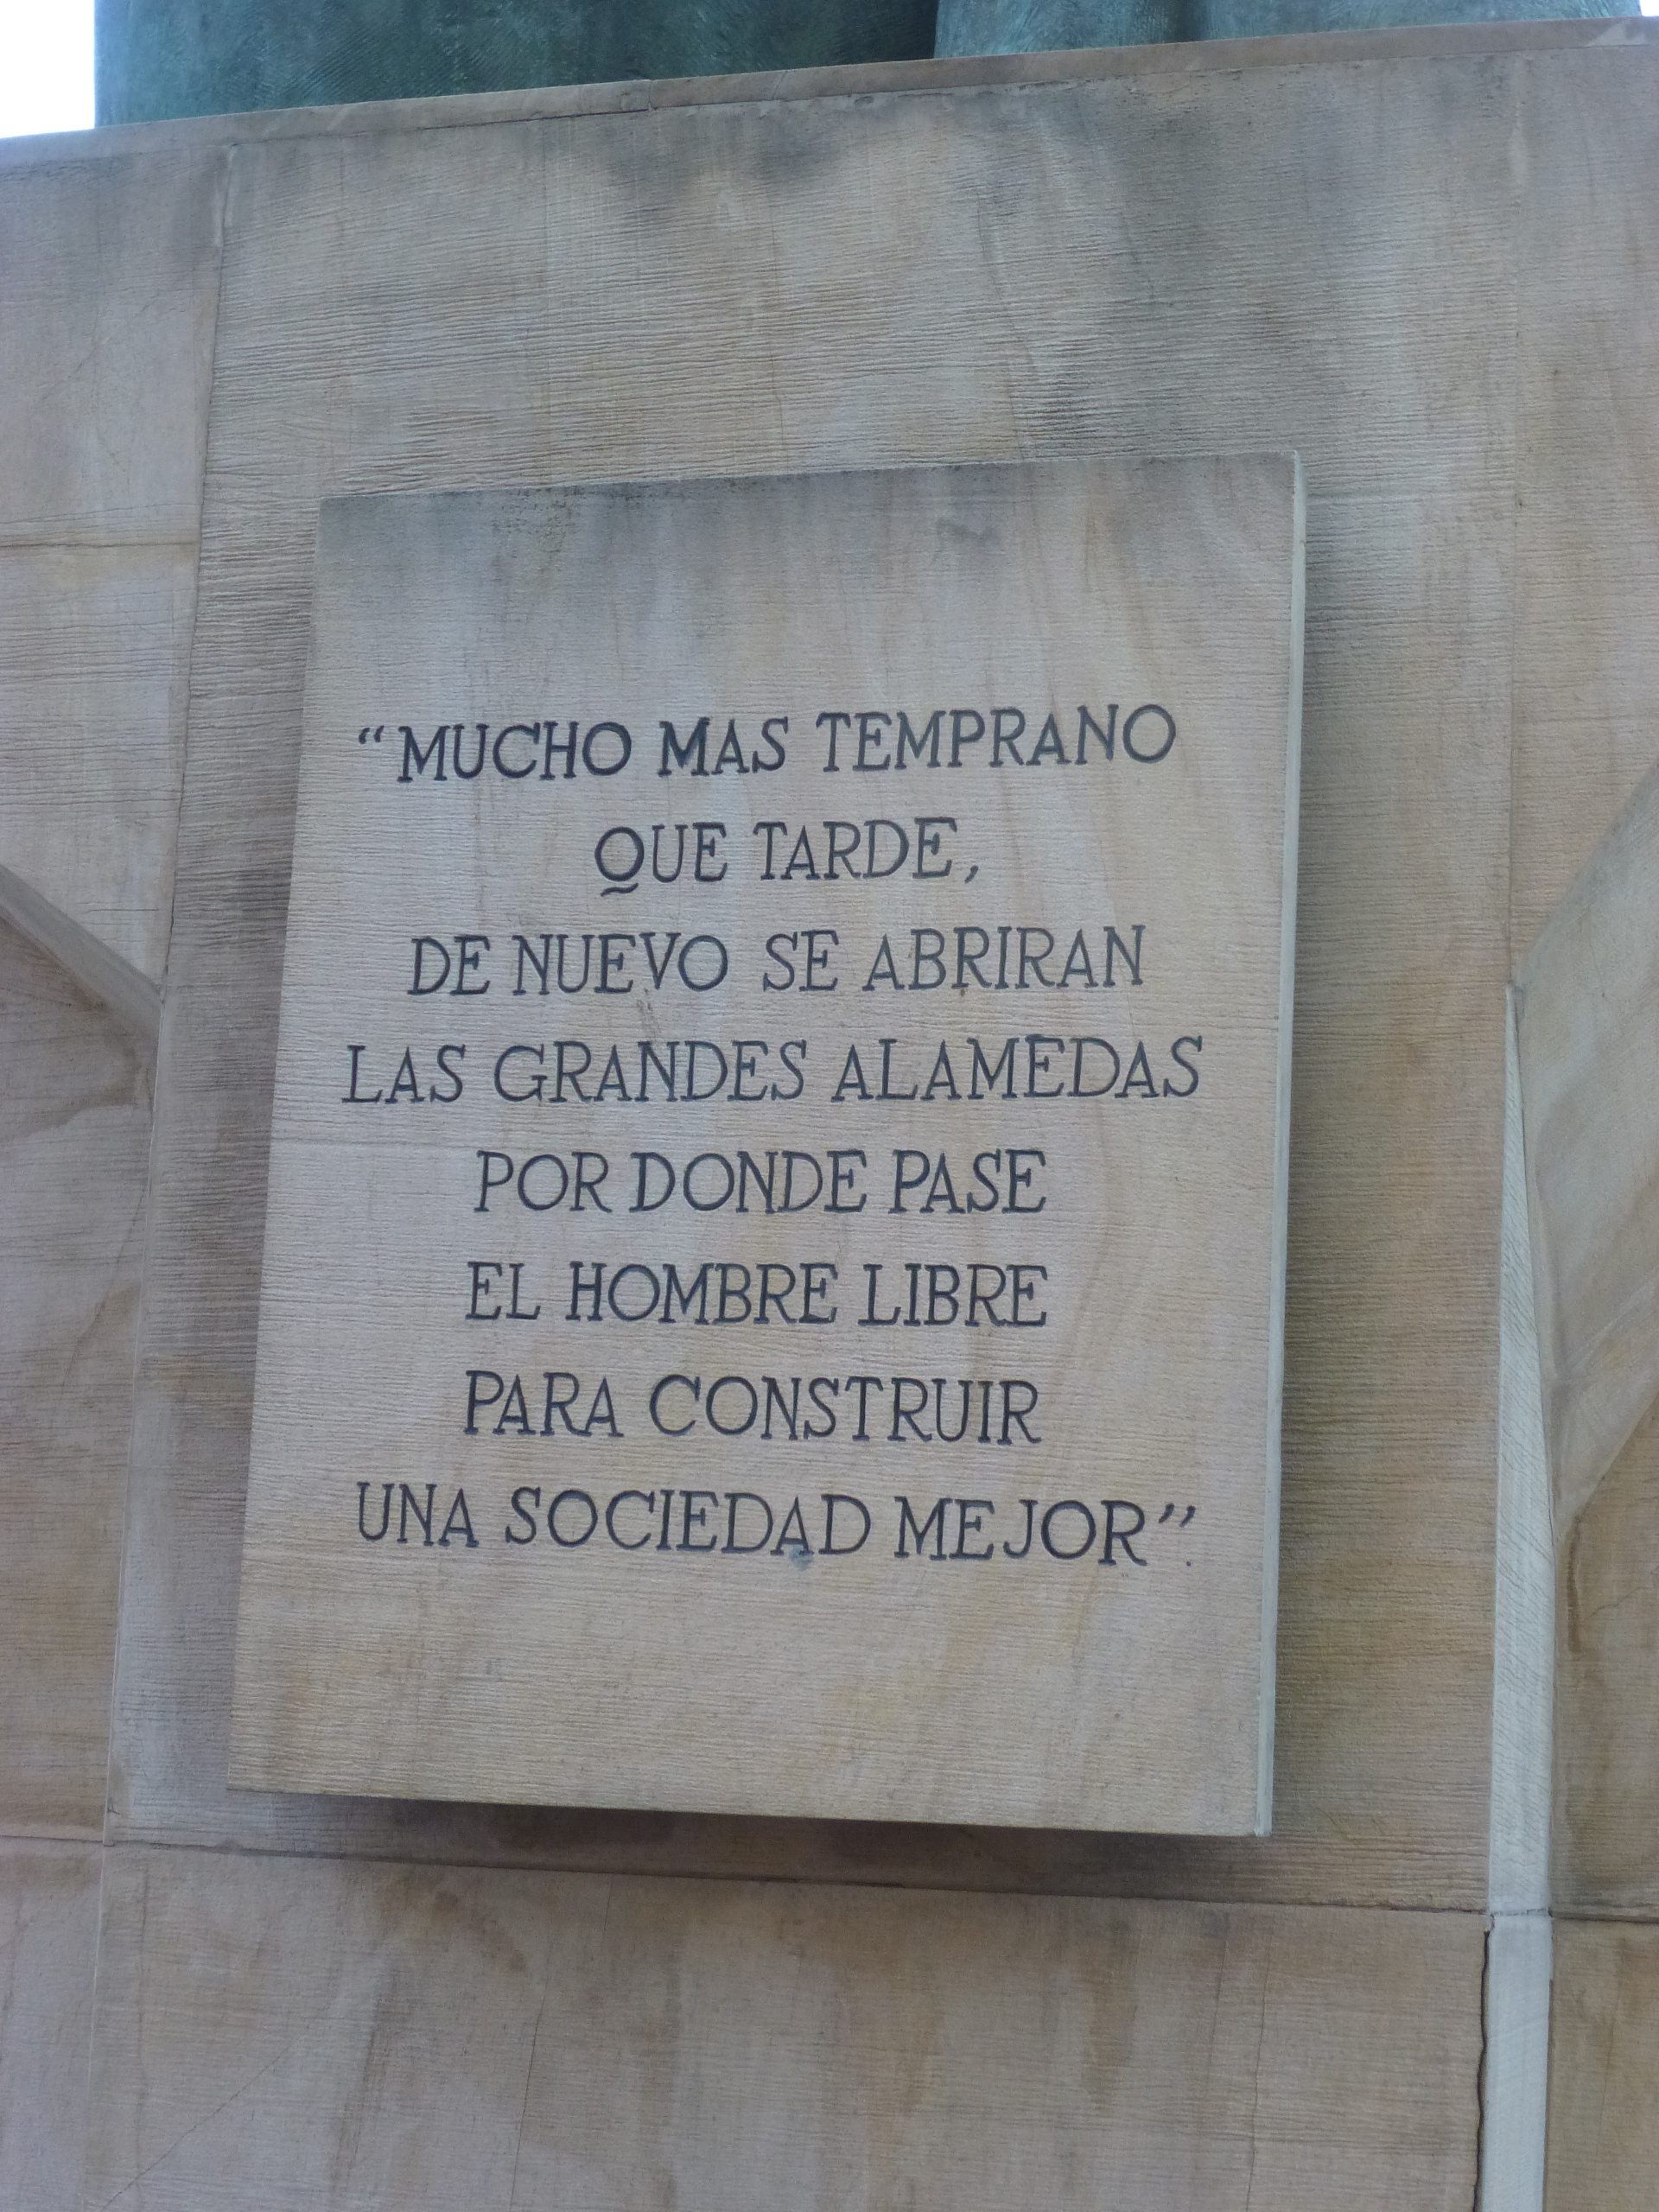 “MUCHO MAS TEMPRANO
QUE TARDE,
DE NUEVO SE ABRIRAN
LAS GRANDES ALAMEDAS
POR DONDE PASE
EL HOMBRE LIBRE
PARA CONSTRUIR
UNA SOCIEDAD MEJOR”.